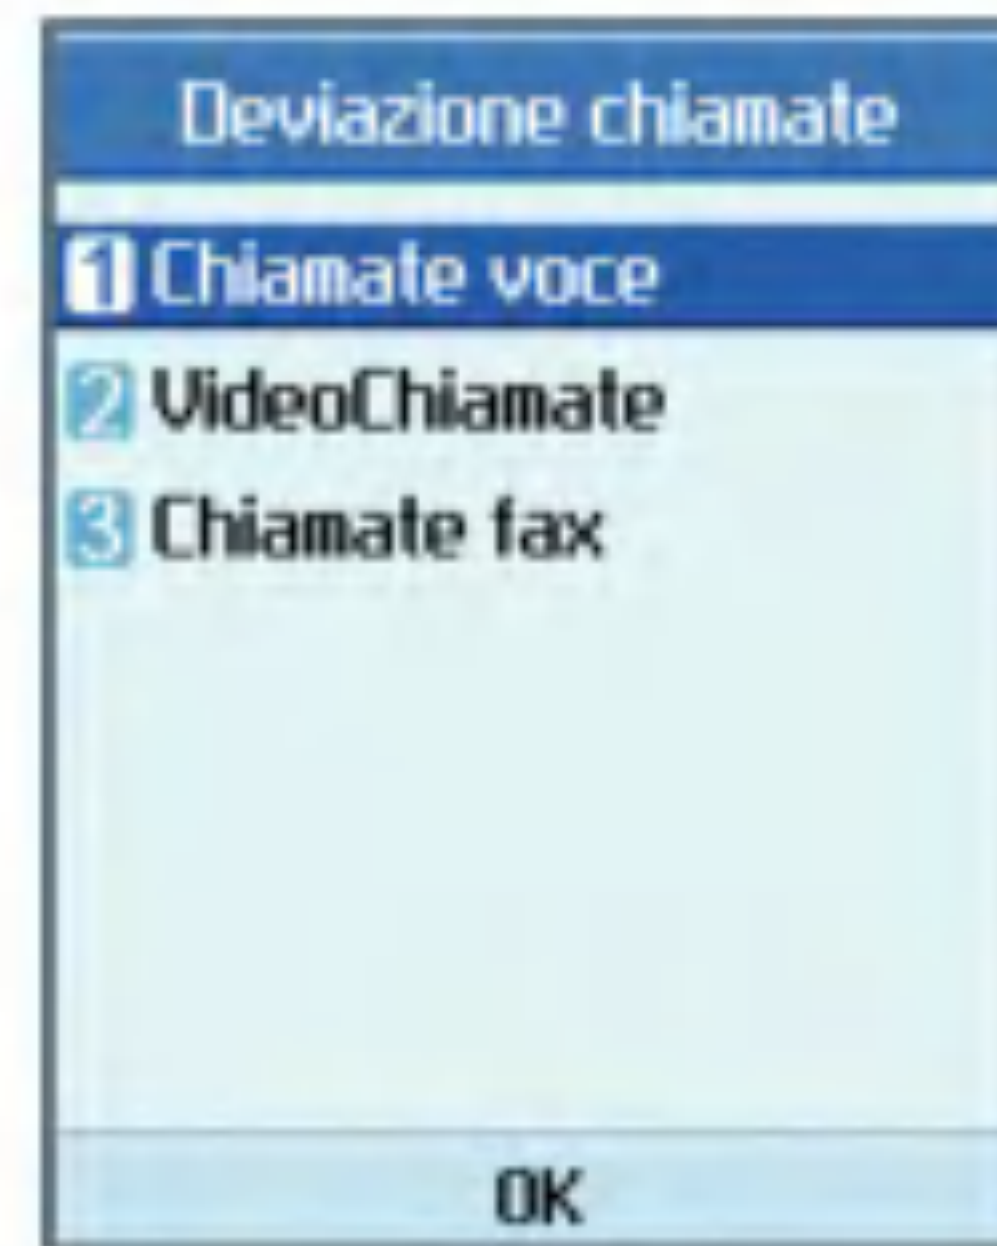 Deviazione chiamate
1 Chiamate voce
2 VideoChiamate
3 Chiamate fax
OK